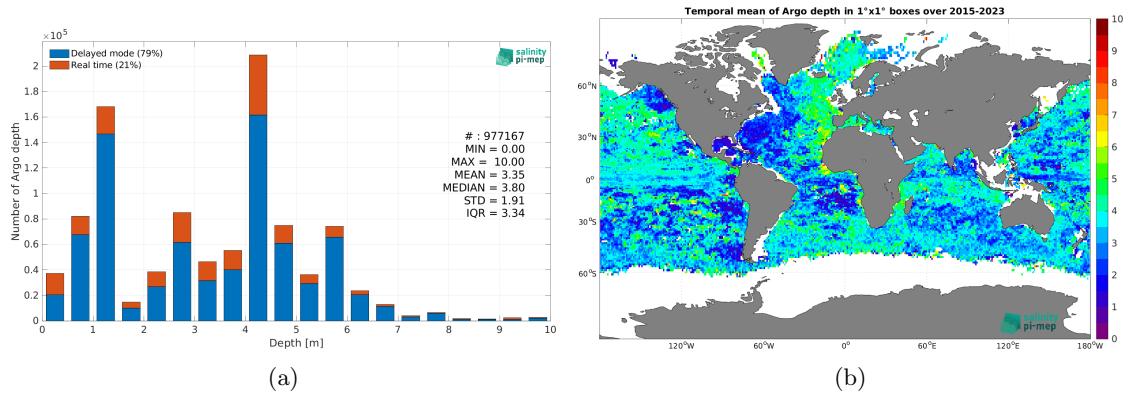 ×10⁵
2
1.8
1.6
1.4
1.2
1
0.8
0.6
0.4
0.2
0
Number of Argo depth
Delayed mode (79%)
Real time (21%)
salinity
pi-mep
# : 977167
MIN = 0.00
MAX = 10.00
MEAN = 3.35
MEDIAN = 3.80
STD = 1.91
IQR = 3.34
0 1 2 3 4 5 6 7 8 9 10
Depth [m]
(a)
Temporal mean of Argo depth in 1°x1° boxes over 2015-2023
60°N
30°N
0°
30°S
60°S
120°W 60°W 0° 60°E 120°E 180°W
salinity
pi-mep
10
9
8
7
6
5
4
3
2
1
0
(b)